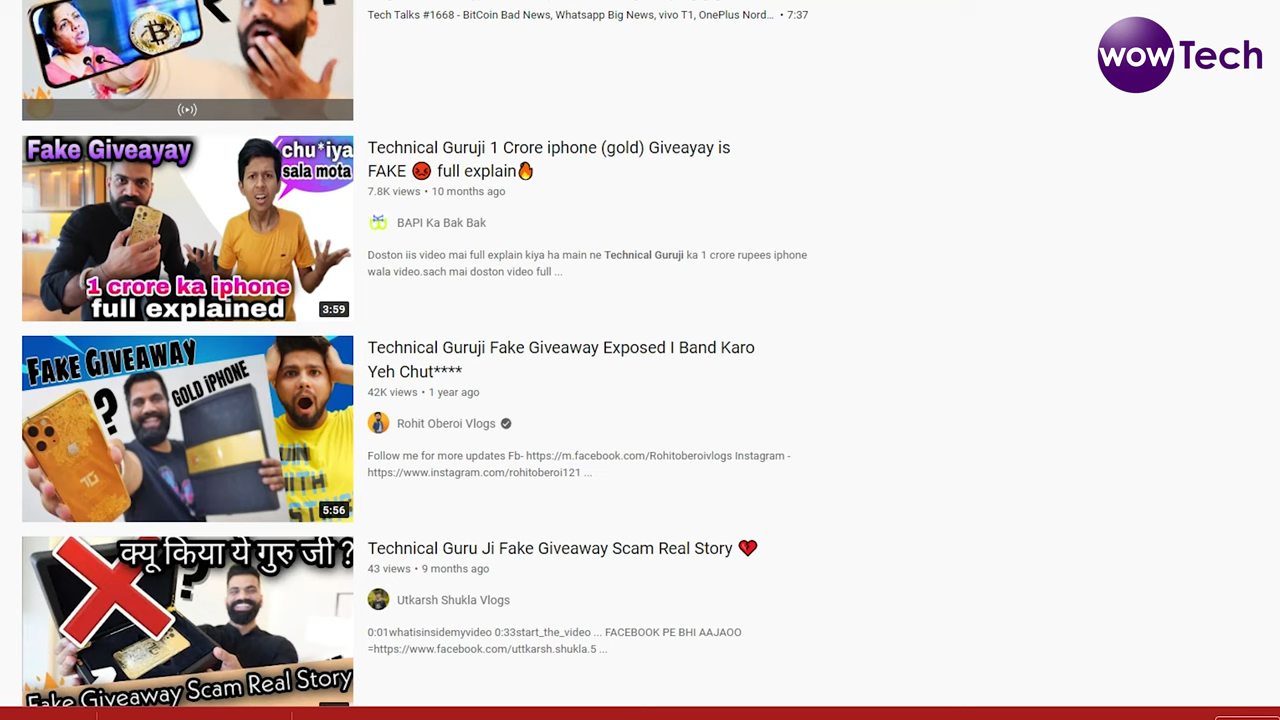 Tech Talks #1668 - BitCoin Bad News, Whatsapp Big News, vivo T1, OnePlus Nord... • 7:37
wowTech
Fake Giveayay
chu*iya
sala mota
1 crore ka iphone
full explained
3:59
Technical Guruji 1 Crore iphone (gold) Giveayay is
FAKE 😡 full explain🔥
7.8K views • 10 months ago
BAPI Ka Bak Bak
Doston iis video mai full explain kiya ha main ne Technical Guruji ka 1 crore rupees iphone
wala video.sach mai doston video full ...
FAKE GIVEAWAY
?
GOLD iPHONE
TG
5:56
Technical Guruji Fake Giveaway Exposed I Band Karo
Yeh Chut****
42K views • 1 year ago
Rohit Oberoi Vlogs
Follow me for more updates Fb- https://m.facebook.com/Rohitoberoivlogs Instagram -
https://www.instagram.com/rohitoberoi121 ...
क्यू किया ये गुरु जी ?
?
Fake Giveaway Scam Real Story
Technical Guru Ji Fake Giveaway Scam Real Story 💔
43 views • 9 months ago
Utkarsh Shukla Vlogs
0:01whatisinsidemyvideo 0:33start_the_video ... FACEBOOK PE BHI AAJAOO
=https://www.facebook.com/uttkarsh.shukla.5 ...